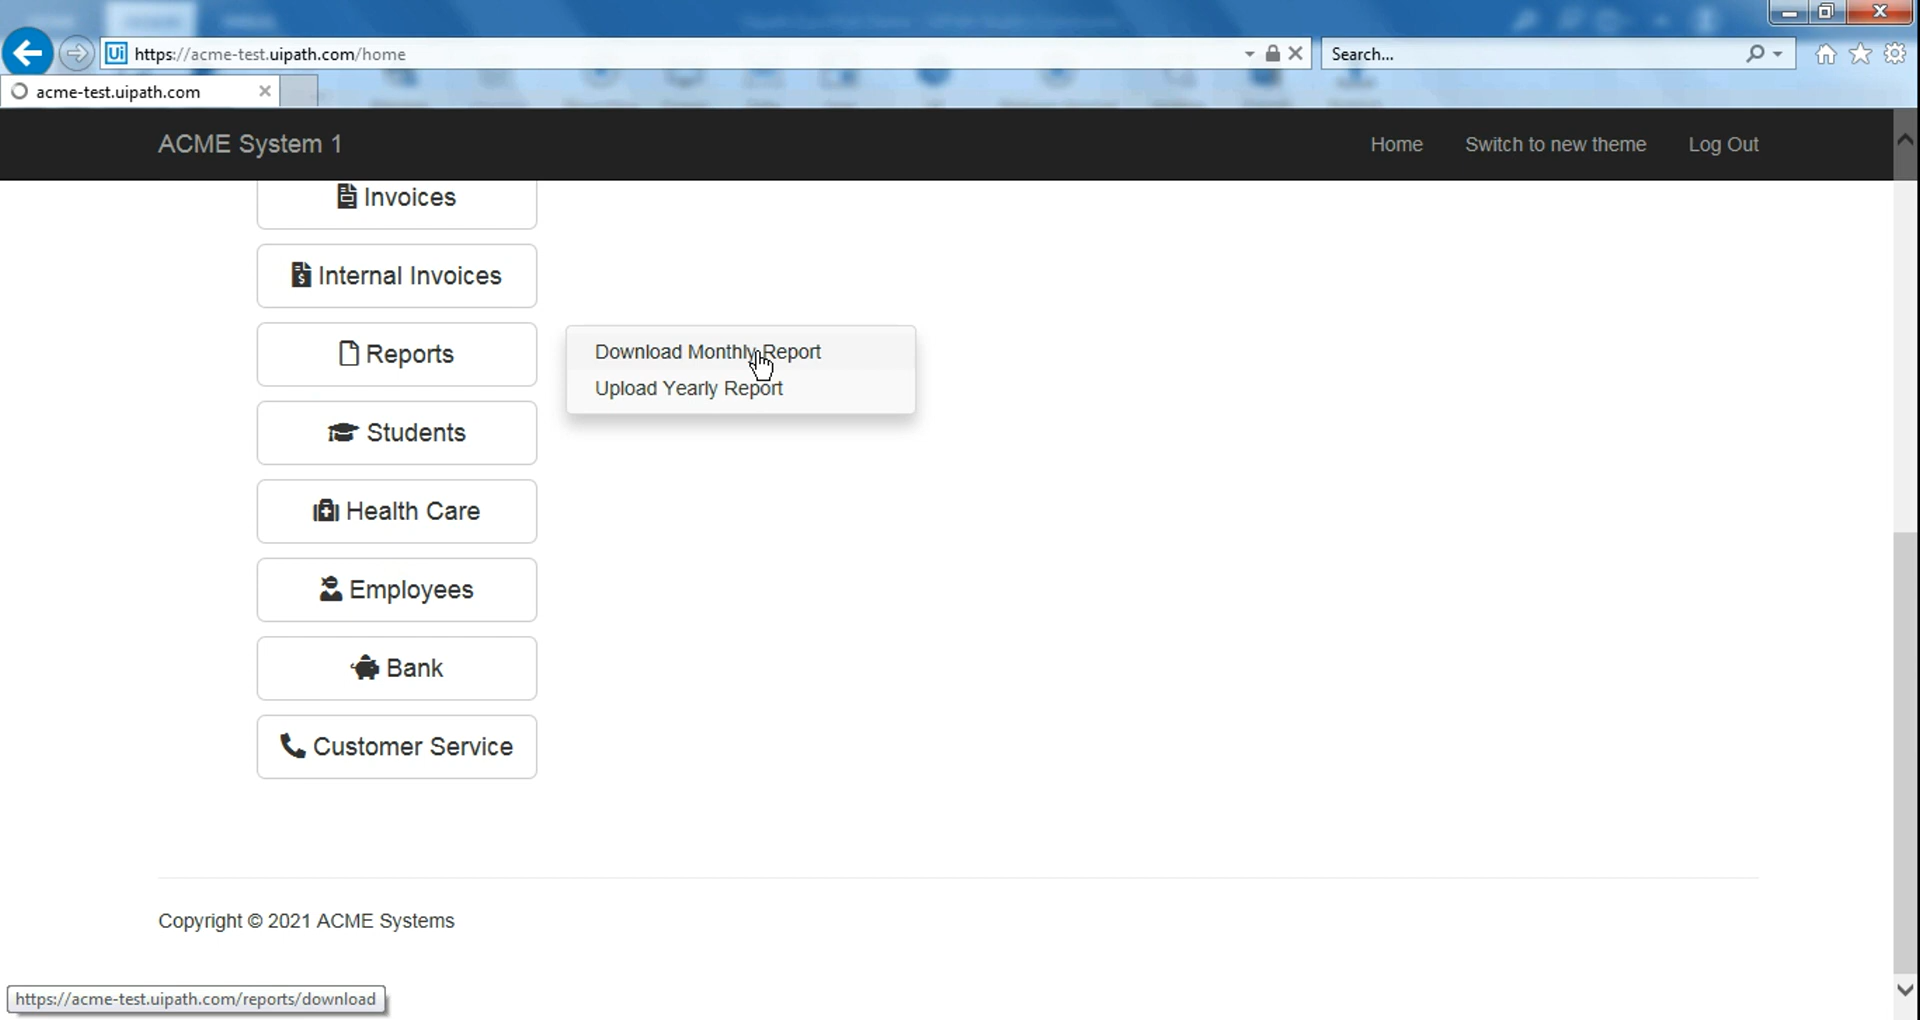 Ui https://acme-test.uipath.com/home
Search...
acme-test.uipath.com
ACME System 1
Home
Switch to new theme
Log Out
Invoices
Internal Invoices
Reports
Download Monthly Report
Upload Yearly Report
Students
Health Care
Employees
Bank
Customer Service
Copyright © 2021 ACME Systems
https://acme-test.uipath.com/reports/download